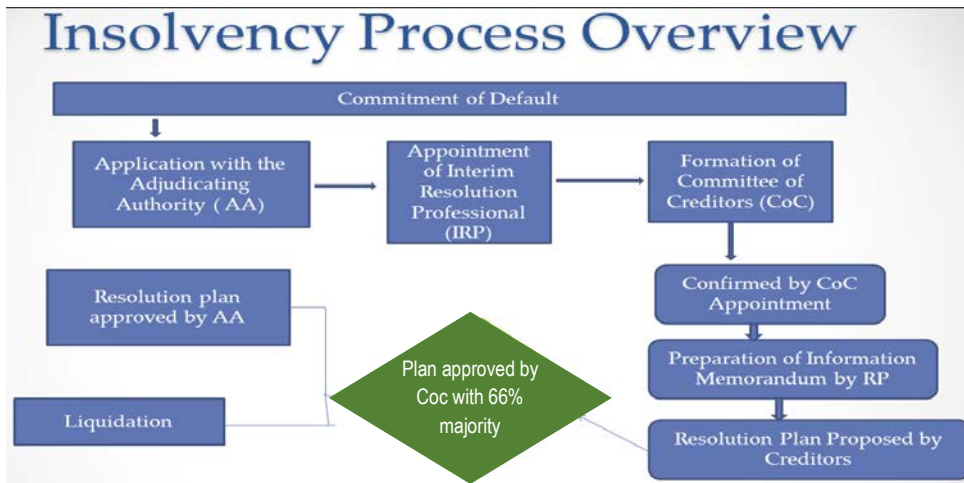 Insolvency Process Overview
Commitment of Default
Application with the
Adjudicating
Authority ( AA)
Appointment
of Interim
Resolution
Professional
(IRP)
Formation of
Committee of
Creditors (CoC)
Confirmed by CoC
Appointment
Preparation of Information
Memorandum by RP
Resolution Plan Proposed by
Creditors
Plan approved by
Coc with 66%
majority
Resolution plan
approved by AA
Liquidation